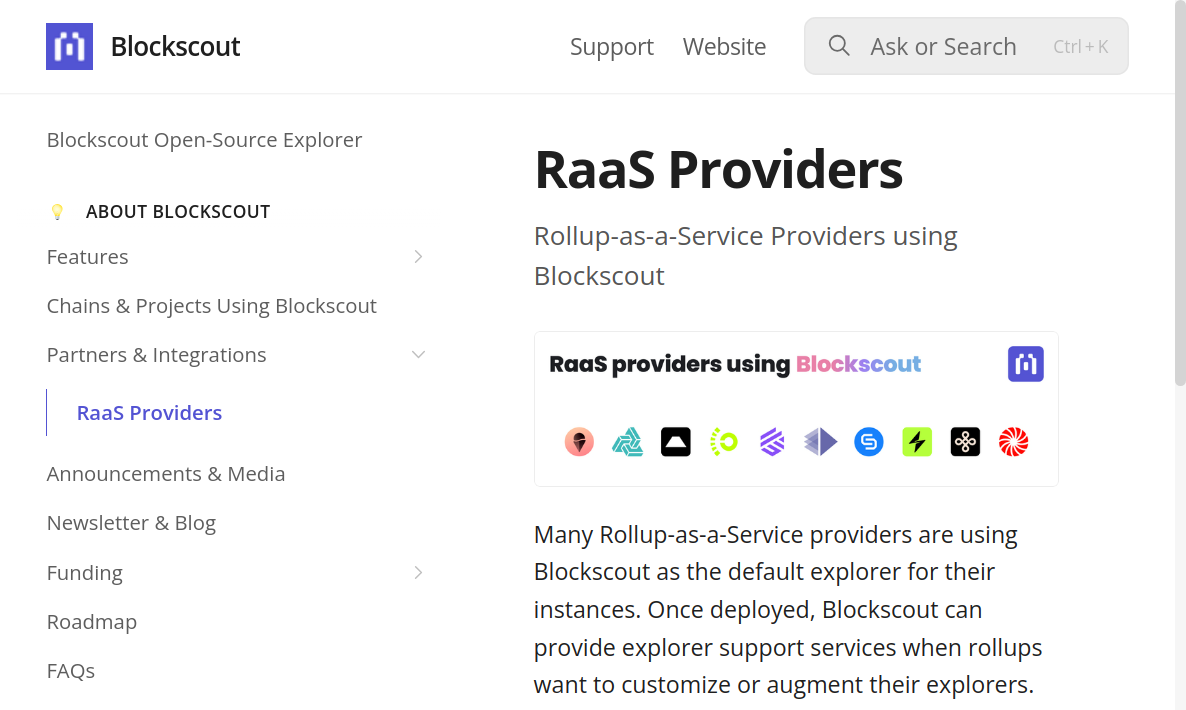 Blockscout
Support
Website
Ask or Search
Ctrl + K
Blockscout Open-Source Explorer
ABOUT BLOCKSCOUT
Features
Chains & Projects Using Blockscout
Partners & Integrations
RaaS Providers
Announcements & Media
Newsletter & Blog
Funding
Roadmap
FAQs
RaaS Providers
Rollup-as-a-Service Providers using
Blockscout
RaaS providers using Blockscout
Many Rollup-as-a-Service providers are using
Blockscout as the default explorer for their
instances. Once deployed, Blockscout can
provide explorer support services when rollups
want to customize or augment their explorers.